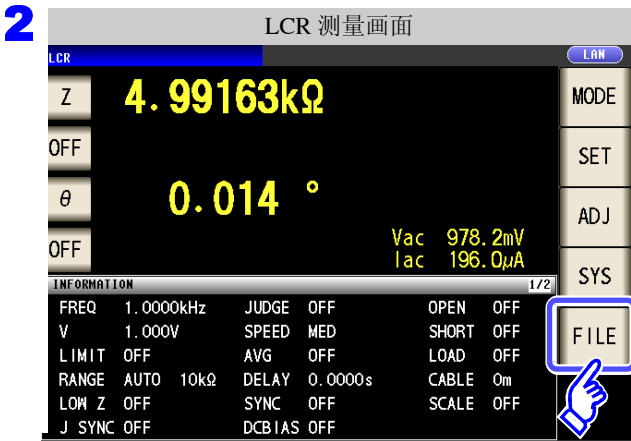 2
LCR 测量画面
LCR
LAN
Z 4.99163kΩ
MODE
OFF
SET
θ 0.014 °
ADJ
OFF
Vac 978.2mV
Iac 196.0μA
SYS
INFORMATION 1/2
FREQ 1.0000kHz JUDGE OFF OPEN OFF
V 1.000V SPEED MED SHORT OFF
FILE
LIMIT OFF AVG OFF LOAD OFF
RANGE AUTO 10kΩ DELAY 0.0000s CABLE 0m
LOW Z OFF SYNC OFF SCALE OFF
J SYNC OFF DCBIAS OFF